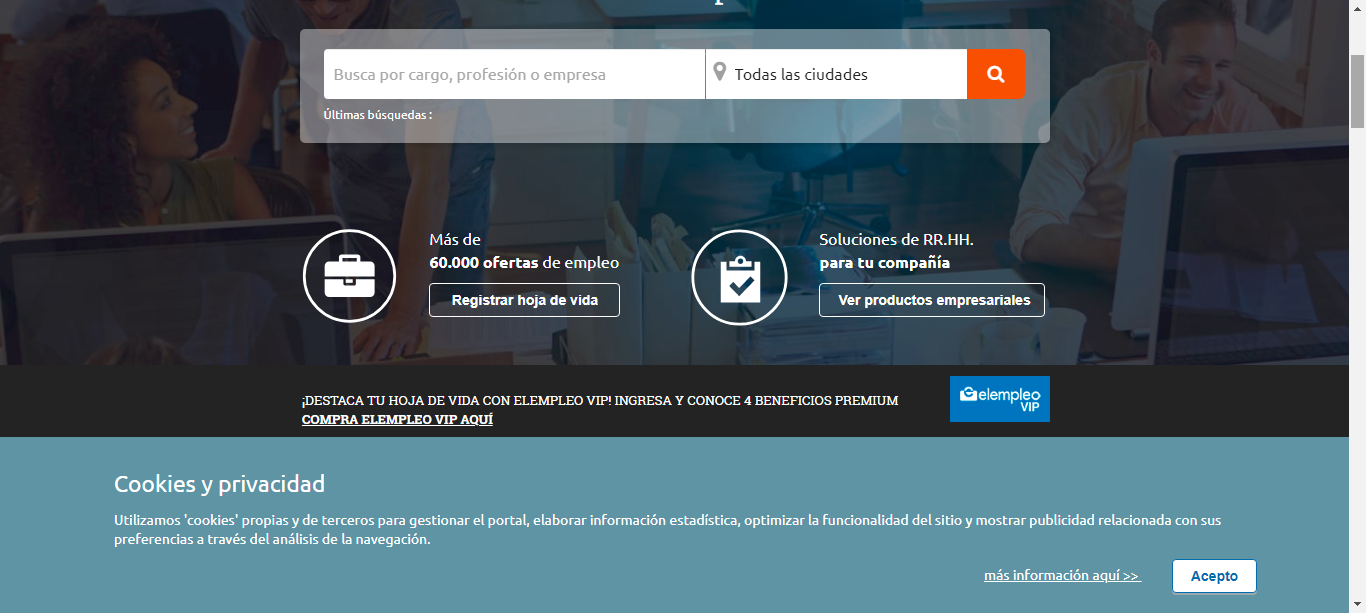 Busca por cargo, profesión o empresa
Todas las ciudades
Últimas búsquedas :
Más de
60.000 ofertas de empleo
Registrar hoja de vida
Soluciones de RR.HH.
para tu compañía
Ver productos empresariales
¡DESTACA TU HOJA DE VIDA CON ELEMPLEO VIP! INGRESA Y CONOCE 4 BENEFICIOS PREMIUM
COMPRA ELEMPLEO VIP AQUÍ
elempleo
VIP
Cookies y privacidad
Utilizamos 'cookies' propias y de terceros para gestionar el portal, elaborar información estadística, optimizar la funcionalidad del sitio y mostrar publicidad relacionada con sus
preferencias a través del análisis de la navegación.
más información aquí >>
Acepto